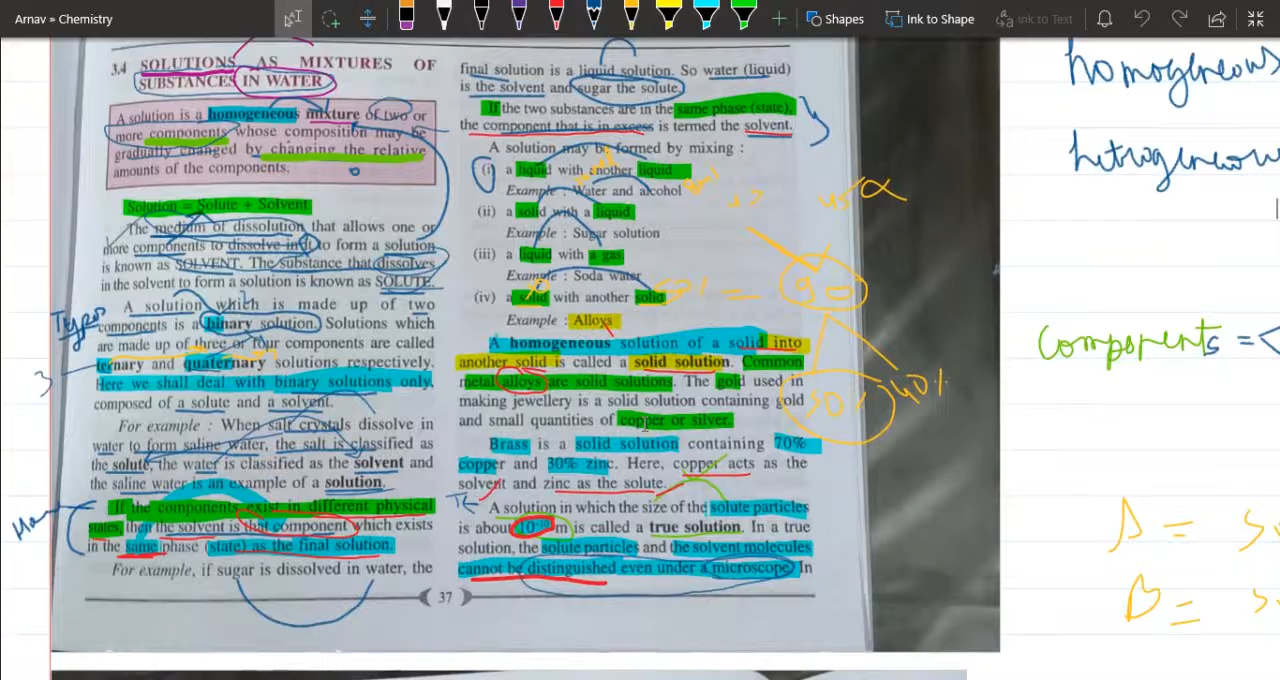 Arnav » Chemistry
Shapes
Ink to Shape
Ink to Text
3.4 SOLUTIONS AS MIXTURES OF
SUBSTANCES IN WATER
A solution is a homogeneous mixture of two or
more components whose composition may be
gradually changed by changing the relative
amounts of the components.
Solution = Solute + Solvent
The medium of dissolution that allows one or
more components to dissolve in it to form a solution
is known as SOLVENT. The substance that dissolves
in the solvent to form a solution is known as SOLUTE.
A solution which is made up of two
components is a binary solution. Solutions which
are made up of three or four components are called
ternary and quaternary solutions respectively.
Here we shall deal with binary solutions only,
composed of a solute and a solvent.
For example : When salt crystals dissolve in
water to form saline water, the salt is classified as
the solute, the water is classified as the solvent and
the saline water is an example of a solution.
If the components exist in different physical
states, then the solvent is that component which exists
in the same phase (state) as the final solution.
For example, if sugar is dissolved in water, the
Types
3
final solution is a liquid solution. So water (liquid)
is the solvent and sugar the solute.
If the two substances are in the same phase (state),
the component that is in excess is termed the solvent.
A solution may be formed by mixing :
(i) a liquid with another liquid
Example : Water and alcohol
(ii) a solid with a liquid
Example : Sugar solution
(iii) a liquid with a gas
Example : Soda water
(iv) a solid with another solid
Example : Alloys
A homogeneous solution of a solid into
another solid is called a solid solution. Common
metal alloys are solid solutions. The gold used in
making jewellery is a solid solution containing gold
and small quantities of copper or silver.
Brass is a solid solution containing 70%
copper and 30% zinc. Here, copper acts as the
solvent and zinc as the solute.
A solution in which the size of the solute particles
is about 10⁻¹⁰ m is called a true solution. In a true
solution, the solute particles and the solvent molecules
cannot be distinguished even under a microscope. In
37
90
40%
homogeneous
hetrogeneou
Components =
A =
B =